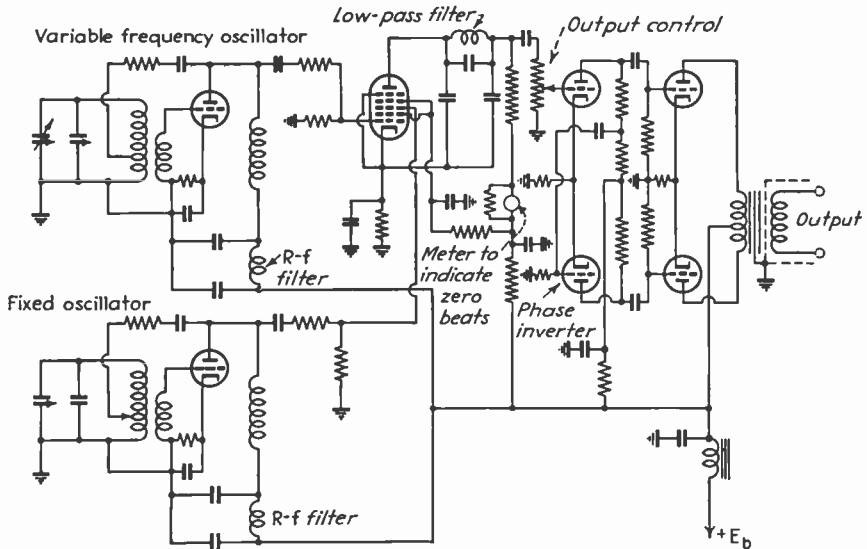 Low-pass filter
Output control
Variable frequency oscillator
R-f
filter
Meter to
indicate
zero
beats
Phase
inverter
Output
Fixed oscillator
R-f filter
+E_b